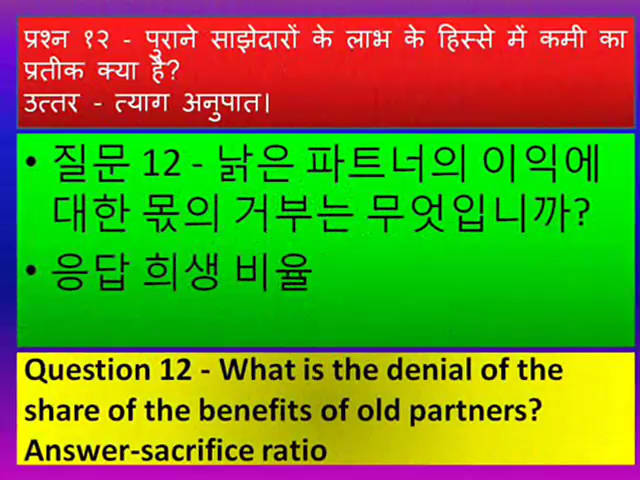 प्रश्न १२ - पुराने साझेदारों के लाभ के हिस्से में कमी का
प्रतीक क्या है?
उत्तर - त्याग अनुपात।
• 질문 12 - 낡은 파트너의 이익에
대한 몫의 거부는 무엇입니까?
• 응답 희생 비율
Question 12 - What is the denial of the
share of the benefits of old partners?
Answer-sacrifice ratio